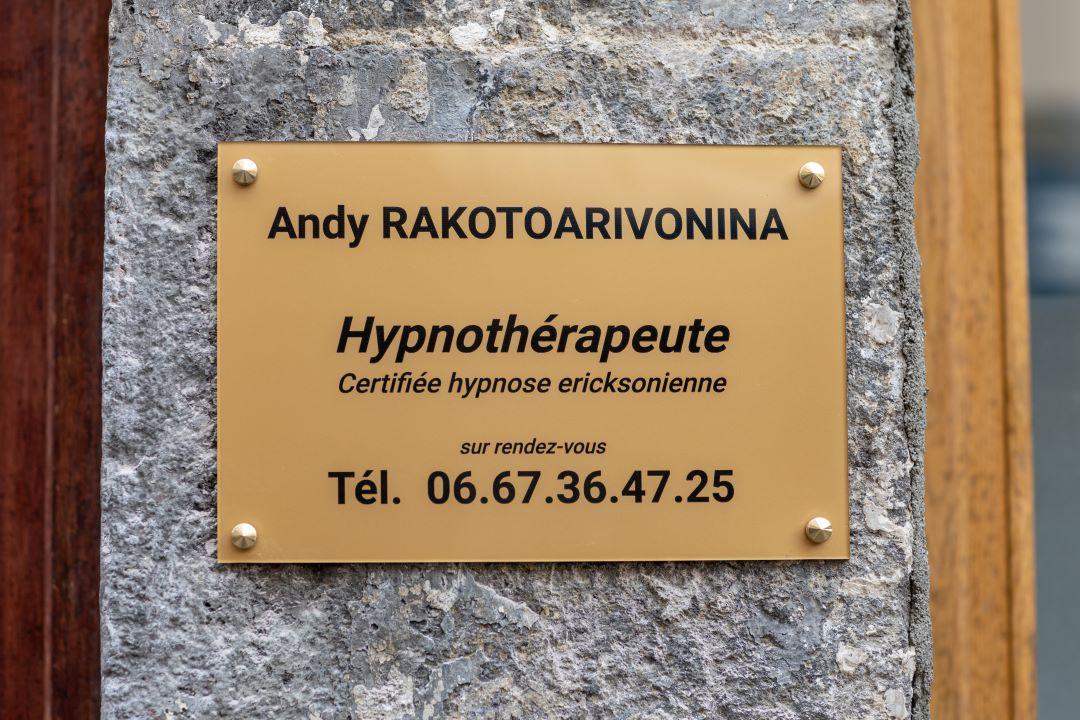 Andy RAKOTOARIVONINA
Hypnothérapeute
Certifiée hypnose ericksonienne
sur rendez-vous
Tél. 06.67.36.47.25